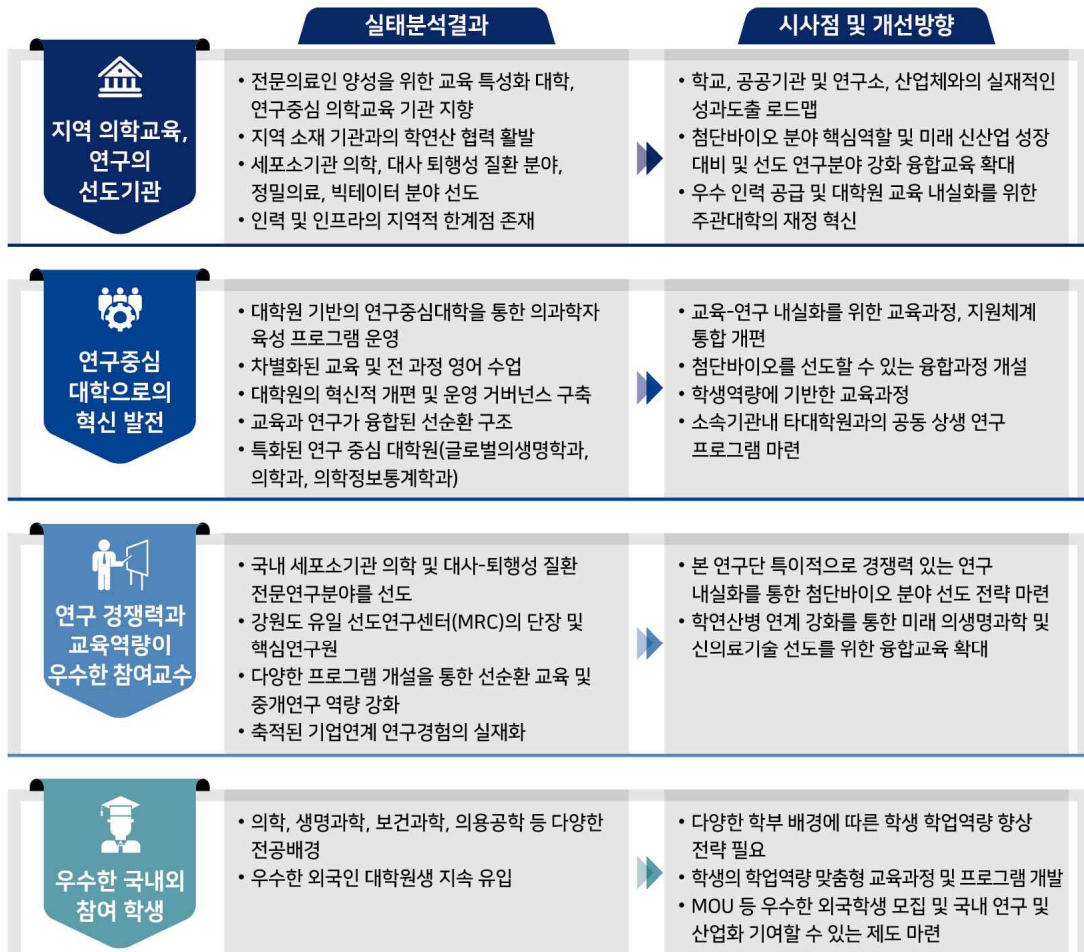 실태분석결과
시사점 및 개선방향
지역 의학교육,
연구의
선도기관
• 전문의료인 양성을 위한 교육 특성화 대학,
연구중심 의학교육 기관 지향
• 지역 소재 기관과의 학연산 협력 활발
• 세포소기관 의학, 대사 퇴행성 질환 분야,
정밀의료, 빅테이터 분야 선도
• 인력 및 인프라의 지역적 한계점 존재
• 학교, 공공기관 및 연구소, 산업체와의 실재적인
성과도출 로드맵
• 첨단바이오 분야 핵심역할 및 미래 신산업 성장
대비 및 선도 연구분야 강화 융합교육 확대
• 우수 인력 공급 및 대학원 교육 내실화를 위한
주관대학의 재정 혁신
연구중심
대학으로의
혁신 발전
• 대학원 기반의 연구중심대학을 통한 의과학자
육성 프로그램 운영
• 차별화된 교육 및 전 과정 영어 수업
• 대학원의 혁신적 개편 및 운영 거버넌스 구축
• 교육과 연구가 융합된 선순환 구조
• 특화된 연구 중심 대학원(글로벌의생명학과,
의학과, 의학정보통계학과)
• 교육-연구 내실화를 위한 교육과정, 지원체계
통합 개편
• 첨단바이오를 선도할 수 있는 융합과정 개설
• 학생역량에 기반한 교육과정
• 소속기관내 타대학원과의 공동 상생 연구
프로그램 마련
연구 경쟁력과
교육역량이
우수한 참여교수
• 국내 세포소기관 의학 및 대사-퇴행성 질환
전문연구분야를 선도
• 강원도 유일 선도연구센터(MRC)의 단장 및
핵심연구원
• 다양한 프로그램 개설을 통한 선순환 교육 및
중개연구 역량 강화
• 축적된 기업연계 연구경험의 실재화
• 본 연구단 특이적으로 경쟁력 있는 연구
내실화를 통한 첨단바이오 분야 선도 전략 마련
• 학연산병 연계 강화를 통한 미래 의생명과학 및
신의료기술 선도를 위한 융합교육 확대
우수한 국내외
참여 학생
• 의학, 생명과학, 보건과학, 의용공학 등 다양한
전공배경
• 우수한 외국인 대학원생 지속 유입
• 다양한 학부 배경에 따른 학생 학업역량 향상
전략 필요
• 학생의 학업역량 맞춤형 교육과정 및 프로그램 개발
• MOU 등 우수한 외국학생 모집 및 국내 연구 및
산업화 기여할 수 있는 제도 마련